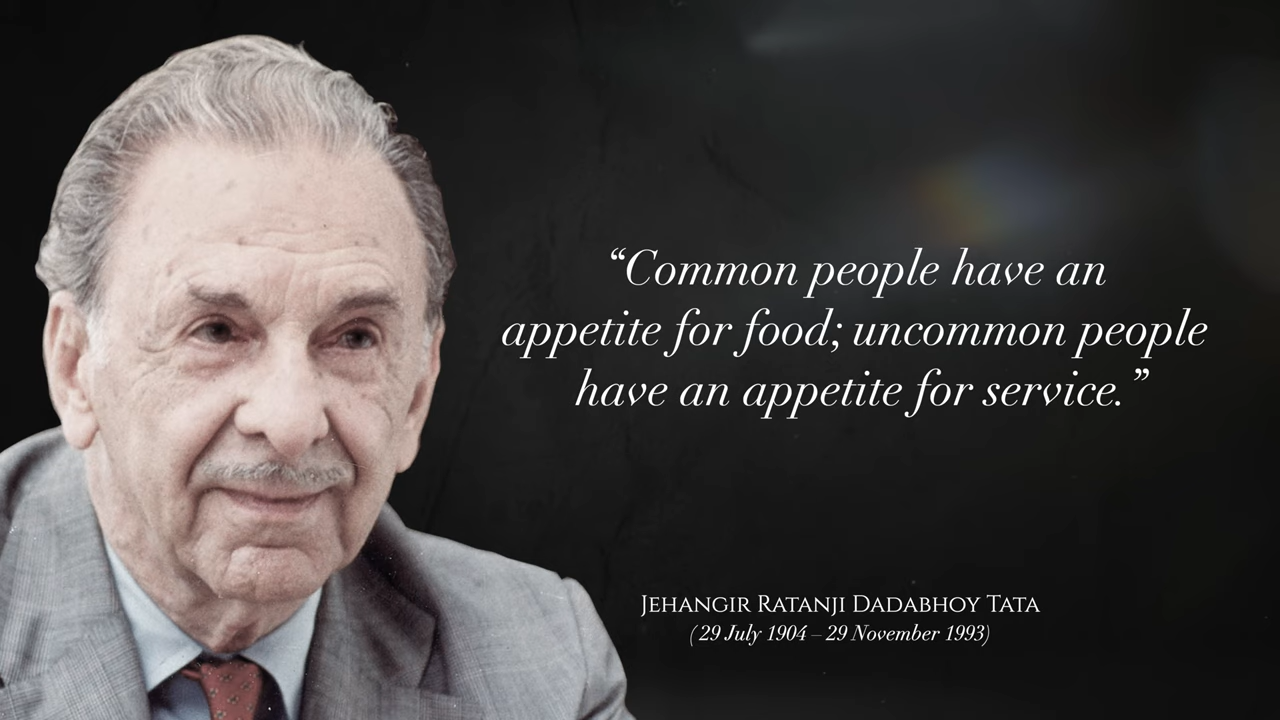 “Common people have an
appetite for food; uncommon people
have an appetite for service.”
Jehangir Ratanji Dadabhoy Tata
(29 July 1904 – 29 November 1993)